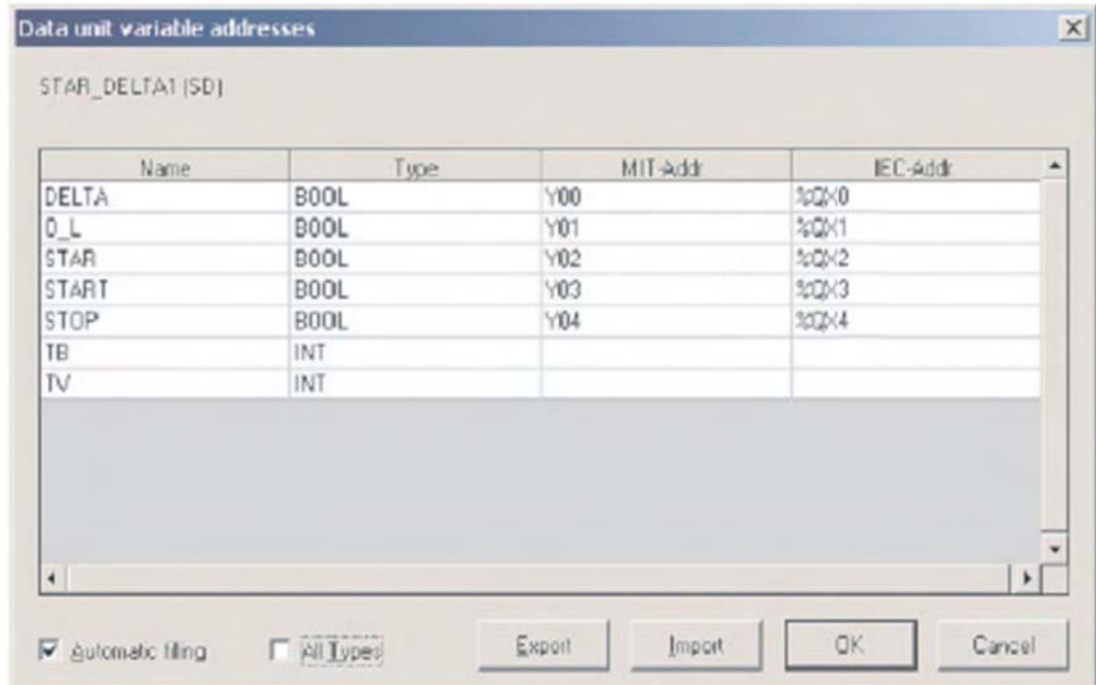 Data unit variable addresses
STAR_DELTA1 (SD)
Name Type MIT-Addr. IEC-Addr.
DELTA BOOL Y00 %QX0
O_L BOOL Y01 %QX1
STAR BOOL Y02 %QX2
START BOOL Y03 %QX3
STOP BOOL Y04 %QX4
TB INT
TV INT
Automatic filling All Types Export Import OK Cancel